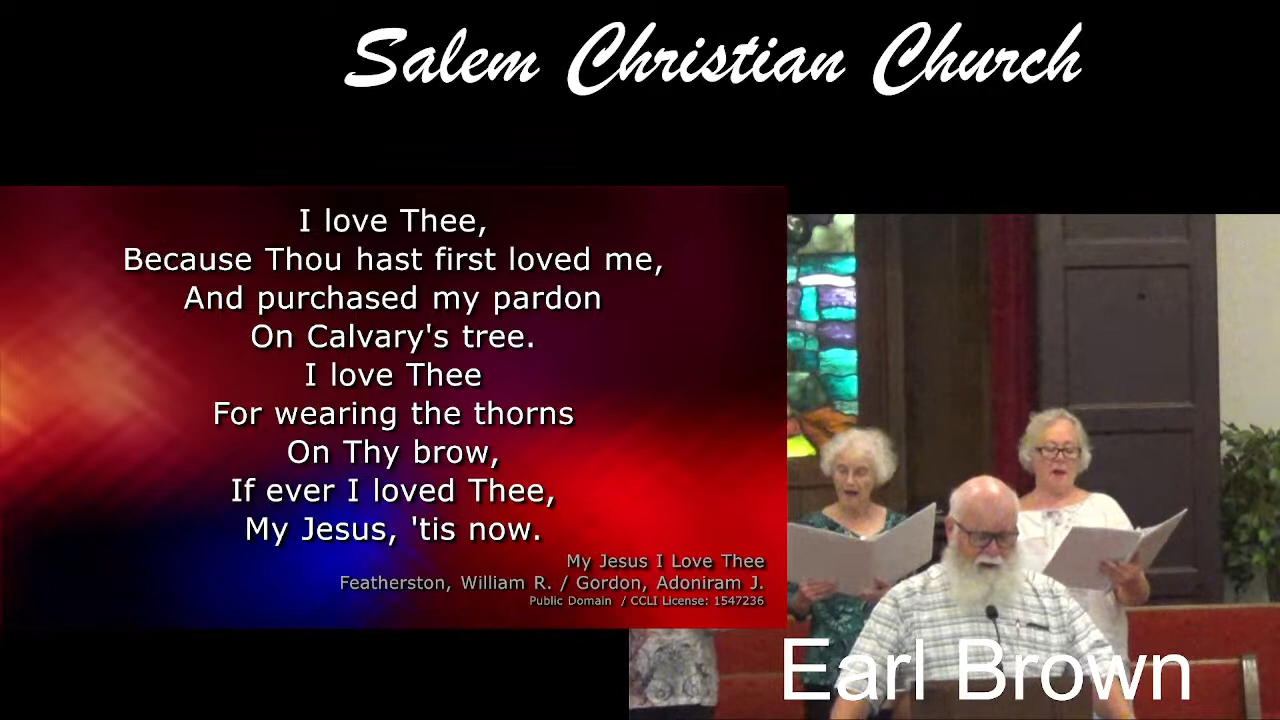 Salem Christian Church
I love Thee,
Because Thou hast first loved me,
And purchased my pardon
On Calvary's tree.
I love Thee
For wearing the thorns
On Thy brow,
If ever I loved Thee,
My Jesus, 'tis now.
My Jesus I Love Thee
Featherston, William R. / Gordon, Adoniram J.
Public Domain / CCLI License: 1547236
Earl Brown